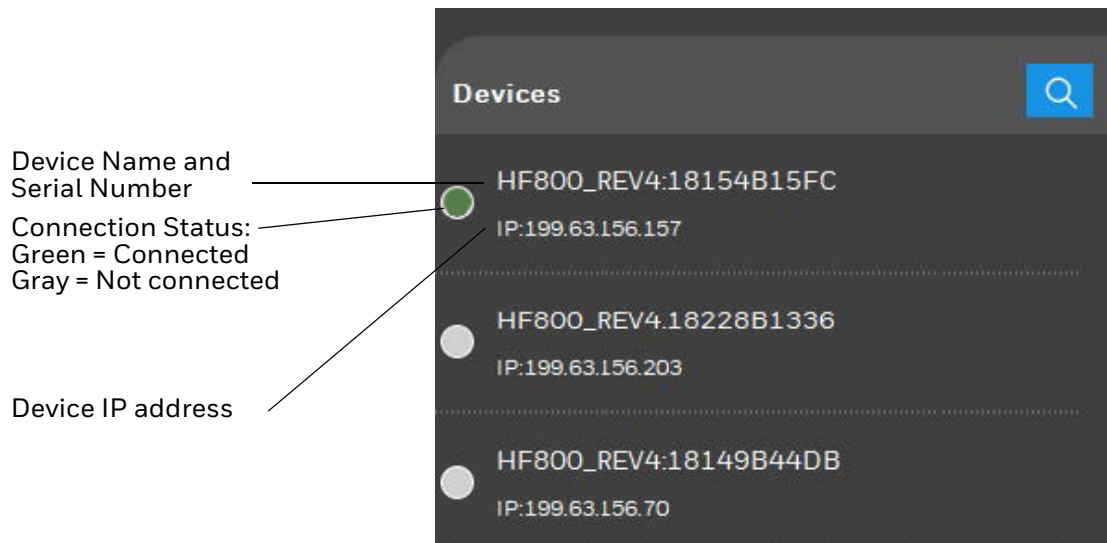 Devices
Device Name and
Serial Number
HF800_REV4:18154B15FC
Connection Status:
Green = Connected
Gray = Not connected
IP:199.63.156.157
HF800_REV4.18228B1336
IP:199.63.156.203
Device IP address
HF800_REV4:18149B44DB
IP:199.63.156.70